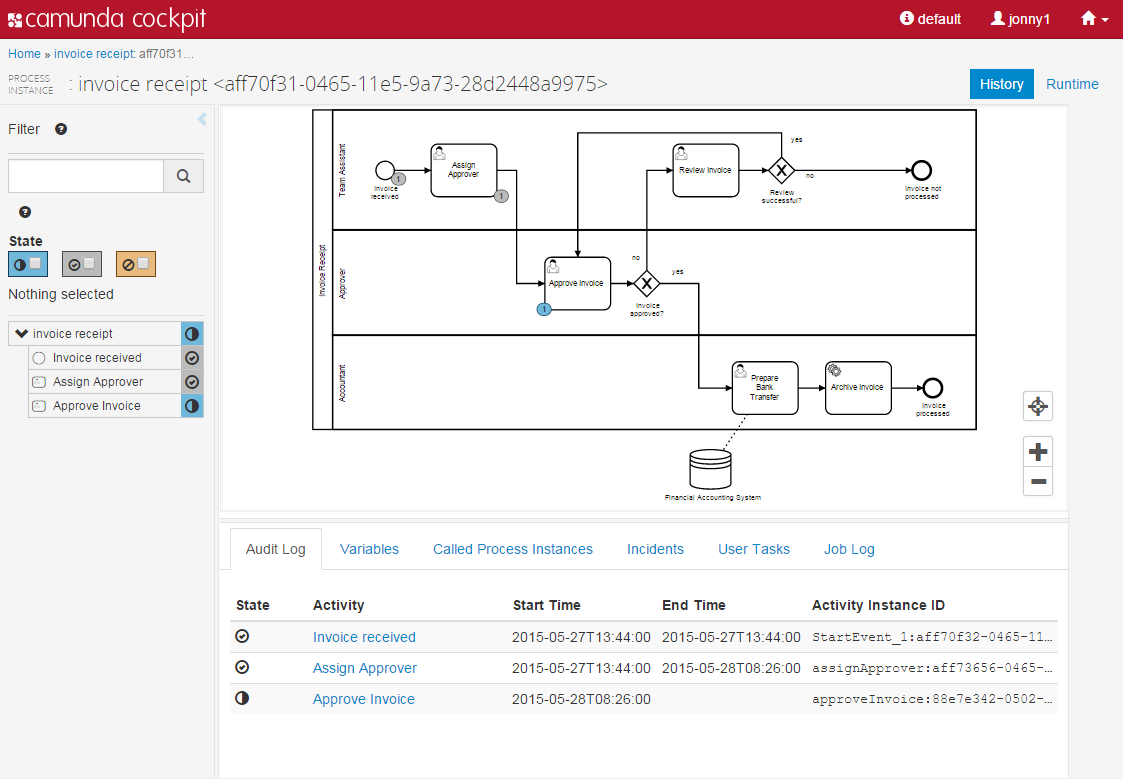 camunda cockpit
default
jonny1
Home » invoice receipt: aff70f31...
PROCESS INSTANCE : invoice receipt <aff70f31-0465-11e5-9a73-28d2448a9975>
History
Runtime
Filter
State
Nothing selected
invoice receipt
Invoice received
Assign Approver
Approve Invoice
Invoice Receipt
Team Assistant
Approver
Accountant
Invoice
received
1
Assign
Approver
1
Review Invoice
yes
no
Review
successful?
Invoice not
processed
Approve Invoice
1
no
yes
Invoice
approved?
Prepare
Bank
Transfer
Archive Invoice
Invoice
processed
Financial Accounting System
Audit Log Variables Called Process Instances Incidents User Tasks Job Log
State Activity Start Time End Time Activity Instance ID
Invoice received 2015-05-27T13:44:00 2015-05-27T13:44:00 StartEvent_1:aff70f32-0465-11...
Assign Approver 2015-05-27T13:44:00 2015-05-28T08:26:00 assignApprover:aff73656-0465-...
Approve Invoice 2015-05-28T08:26:00 approveInvoice:88e7e342-0502-...